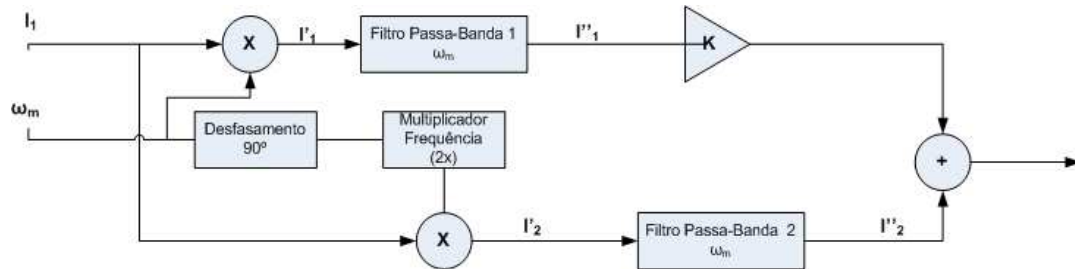 I₁
X
I'₁
Filtro Passa-Banda 1
ωₘ
I''₁
K
ωₘ
Desfasamento
90º
Multiplicador
Frequência
(2x)
+
X
I'₂
Filtro Passa-Banda 2
ωₘ
I''₂